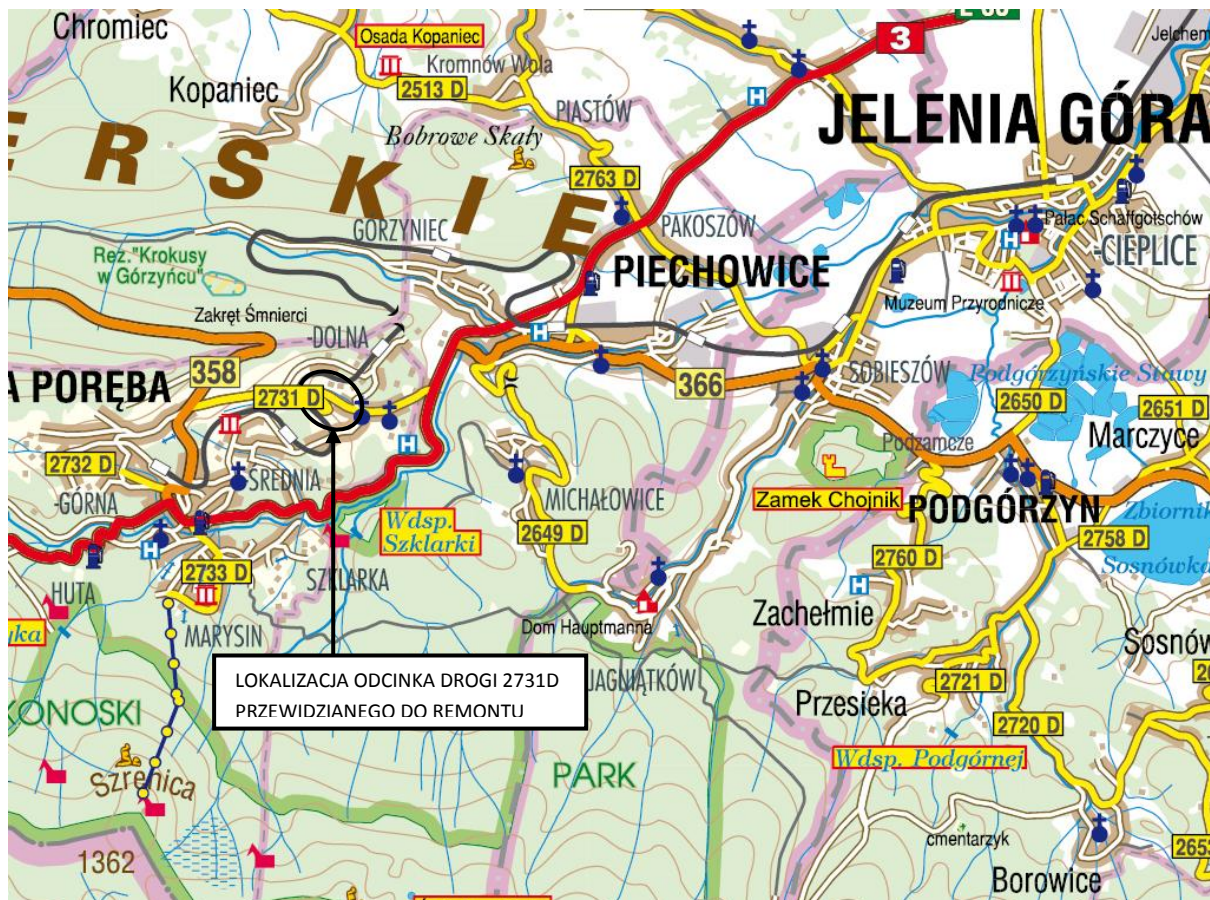 Chromiec
Osada Kopaniec
Kromnów Wola
3
Kopaniec
2513 D
PIASTÓW
JELENIA GÓRA
Bobrowe Skały
E R S K I E
2763 D
Pałac Schaffgotschów
GÓRZYNIEC
PAKOSZÓW
-CIEPLICE
Rez."Krokusy
w Górzyńcu"
PIECHOWICE
Muzeum Przyrodnicze
Zakręt Śmnierci
-DOLNA
358
366
SOBIESZÓW
Podgórzyńskie Stawy
A PORĘBA
2731 D
2650 D
2651 D
Marczyce
Podzamcze
2732 D
-ŚREDNIA
-GÓRNA
MICHAŁOWICE
Zamek Chojnik
PODGÓRZYN
Zbiornik
Wdsp.
Szklarki
2649 D
2758 D
Sosnówka
2733 D
2760 D
HUTA
SZKLARKA
Zachełmie
MARYSIN
Dom Hauptmanna
LOKALIZACJA ODCINKA DROGI 2731D
PRZEWIDZIANEGO DO REMONTU
JAGNIĄTKÓW
2721 D
Przesieka
2720 D
KONOSKI
Wdsp. Podgórnej
PARK
Szrenica
cmentarzyk
1362
Borowice